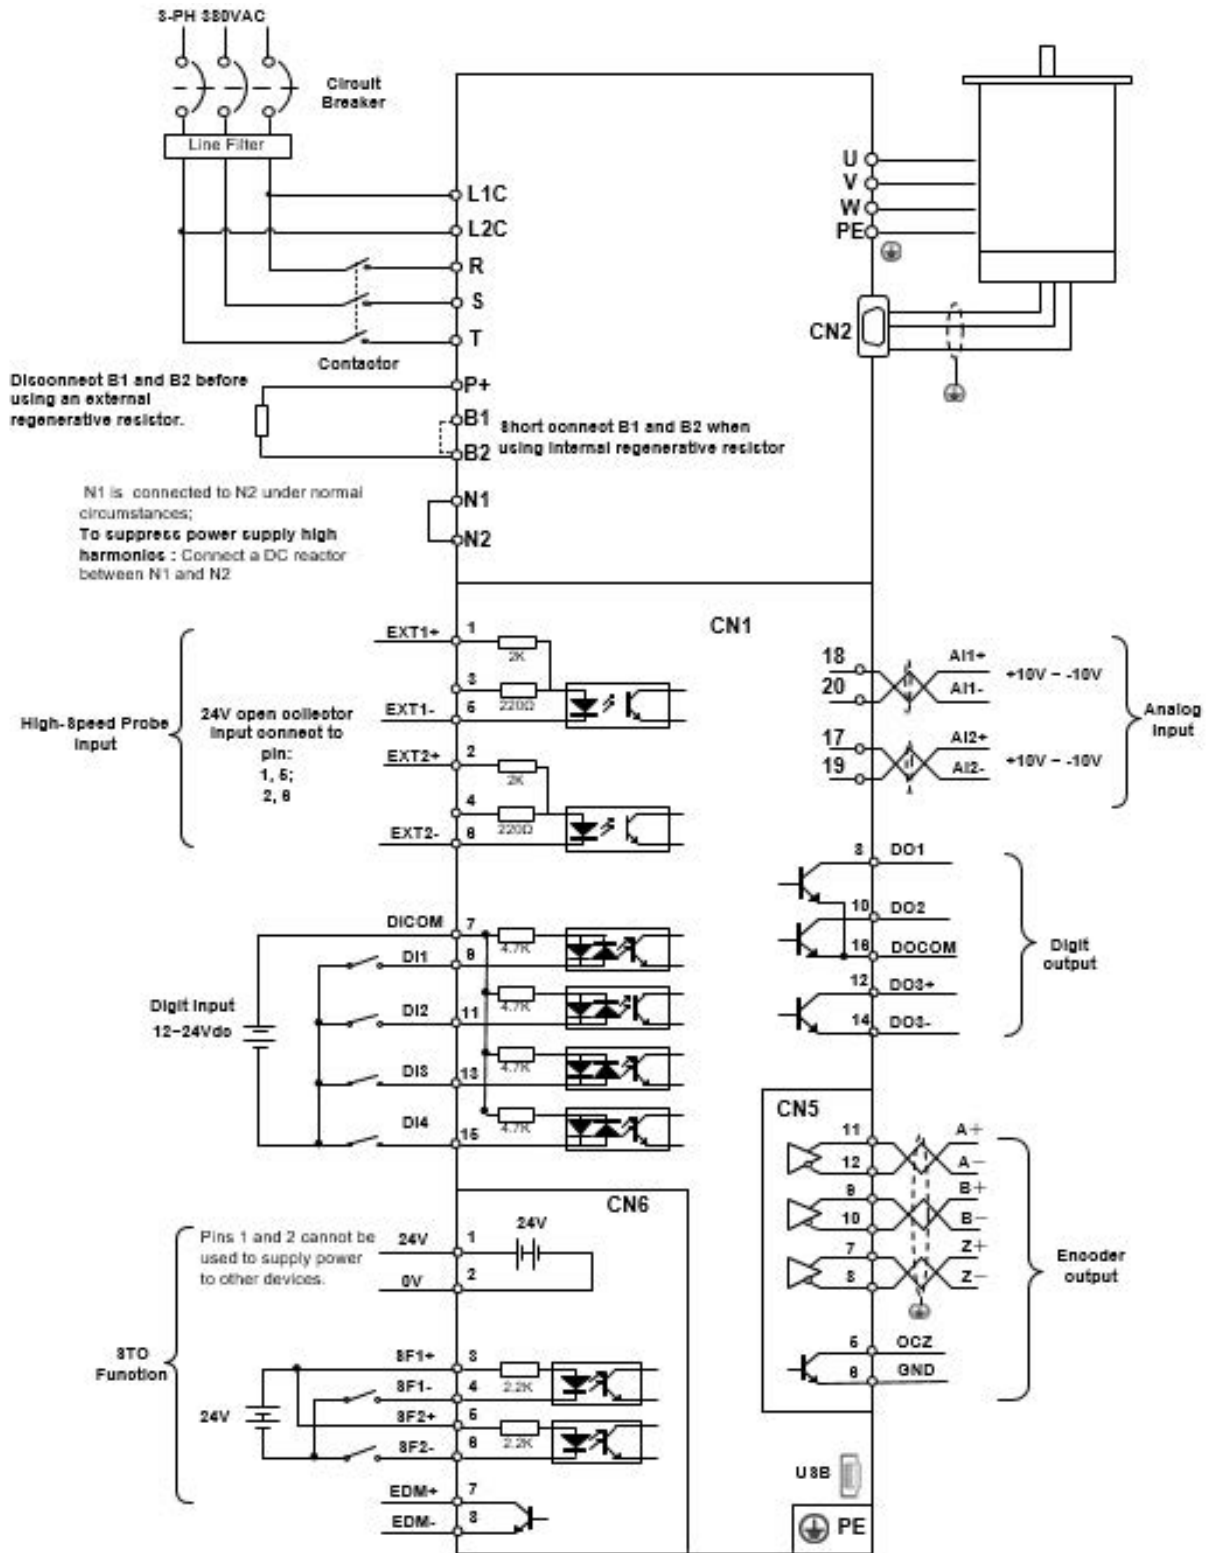 3-PH 380VAC
Circuit
Breaker
Line Filter
L1C
L2C
R
S
T
Contactor
U
V
W
PE
CN2
Disconnect B1 and B2 before
using an external
regenerative resistor.
P+
B1
B2
Short connect B1 and B2 when
using internal regenerative resistor
N1 is connected to N2 under normal
circumstances;
To suppress power supply high
harmonics : Connect a DC reactor
between N1 and N2
N1
N2
CN1
High-Speed Probe
Input
24V open collector
input connect to
pin:
1, 5;
2, 6
EXT1+ 1
2K
3
220Ω
EXT1- 5
EXT2+ 2
2K
4
220Ω
EXT2- 6
18 AI1+
20 AI1-
+10V ~ -10V
17 AI2+
19 AI2-
+10V ~ -10V
Analog
input
Digit input
12~24Vdc
DICOM 7
4.7K
DI1 9
4.7K
DI2 11
4.7K
DI3 13
4.7K
DI4 15
8 DO1
10 DO2
16 DOCOM
12 DO3+
14 DO3-
Digit
output
CN5
11 A+
12 A-
9 B+
10 B-
7 Z+
8 Z-
5 OCZ
6 GND
Encoder
output
CN6
STO
Function
Pins 1 and 2 cannot be
used to supply power
to other devices.
24V 1
24V
0V 2
24V
SF1+ 3
2.2K
SF1- 4
SF2+ 5
2.2K
SF2- 6
EDM+ 7
EDM- 8
USB
PE